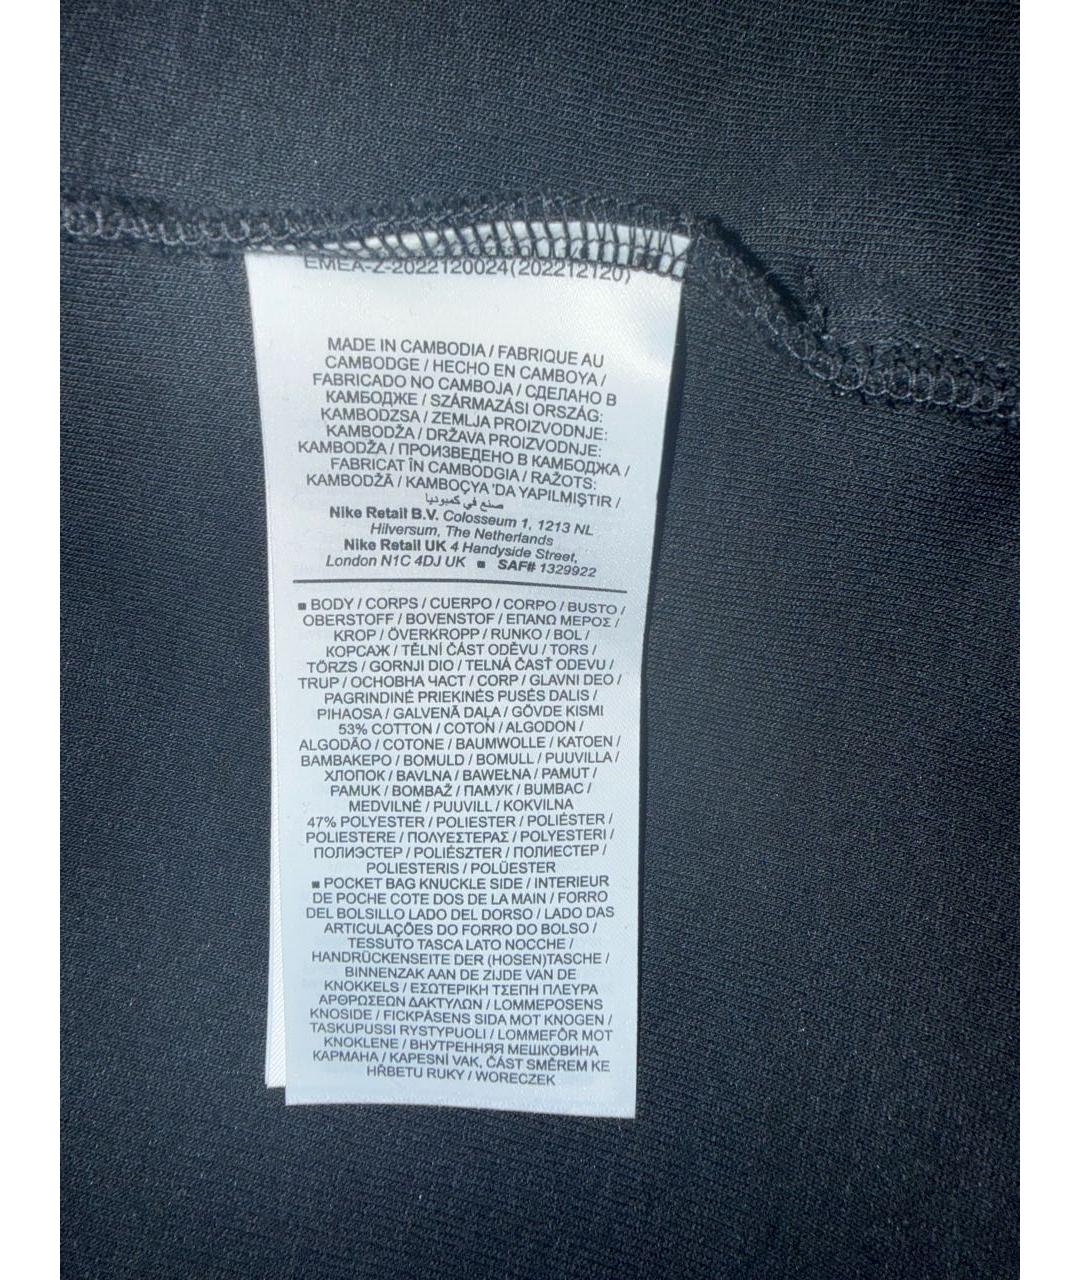 EMEA-Z-2022120024(202212120)
MADE IN CAMBODIA / FABRIQUE AU
CAMBODGE / HECHO EN CAMBOYA /
FABRICADO NO CAMBOJA / СДЕЛАНО В
КАМБОДЖЕ / SZÁRMAZÁSI ORSZÁG:
KAMBODZSA / ZEMLJA PROIZVODNJE:
KAMBODŽA / DRŽAVA PROIZVODNJE:
KAMBODŽA / ПРОИЗВЕДЕНО В КАМБОДЖА /
FABRICAT ÎN CAMBODGIA / RAŽOTS:
KAMBODŽĀ / KAMBOÇYA 'DA YAPILMIŞTIR /
صنع في كمبوديا
Nike Retail B.V. Colosseum 1, 1213 NL
Hilversum, The Netherlands
Nike Retail UK 4 Handyside Street,
London N1C 4DJ UK ■ SAF# 1329922
■ BODY / CORPS / CUERPO / CORPO / BUSTO /
OBERSTOFF / BOVENSTOF / ΕΠΑΝΩ ΜΕΡΟΣ /
KROP / ÖVERKROPP / RUNKO / BOL /
КОРСАЖ / TĚLNÍ ČÁST ODĚVU / TORS /
TÖRZS / GORNJI DIO / TELNÁ ČASŤ ODEVU /
TRUP / ОСНОВНА ЧАСТ / CORP / GLAVNI DEO /
PAGRINDINĖ PRIEKINĖS PUSĖS DALIS /
PIHAOSA / GALVENĀ DAĻA / GÖVDE KISMI
53% COTTON / COTON / ALGODON /
ALGODÃO / COTONE / BAUMWOLLE / KATOEN /
ΒΑΜΒΑΚΕΡΟ / BOMULD / BOMULL / PUUVILLA /
ХЛОПОК / BAVLNA / BAWEŁNA / PAMUT /
PAMUK / BOMBAŽ / ПАМУК / BUMBAC /
MEDVILNĖ / PUUVILL / KOKVILNA
47% POLYESTER / POLIESTER / POLIÉSTER /
POLIESTERE / ΠΟΛΥΕΣΤΕΡΑΣ / POLYESTERI /
ПОЛИЭСТЕР / POLIÉSZTER / ПОЛИЕСТЕР /
POLIESTERIS / POLÜESTER
■ POCKET BAG KNUCKLE SIDE / INTERIEUR
DE POCHE COTE DOS DE LA MAIN / FORRO
DEL BOLSILLO LADO DEL DORSO / LADO DAS
ARTICULAÇÕES DO FORRO DO BOLSO /
TESSUTO TASCA LATO NOCCHE /
HANDRÜCKENSEITE DER (HOSEN)TASCHE /
BINNENZAK AAN DE ZIJDE VAN DE
KNOKKELS / ΕΣΩΤΕΡΙΚΗ ΤΣΕΠΗ ΠΛΕΥΡΑ
ΑΡΘΡΩΣΕΩΝ ΔΑΚΤΥΛΩΝ / LOMMEPOSENS
KNOSIDE / FICKPÅSENS SIDA MOT KNOGEN /
TASKUPUSSI RYSTYPUOLI / LOMMEFÔR MOT
KNOKLENE / ВНУТРЕННЯЯ МЕШКОВИНА
КАРМАНА / KAPESNÍ VAK, ČÁST SMĚREM KE
HŘBETU RUKY / WORECZEK